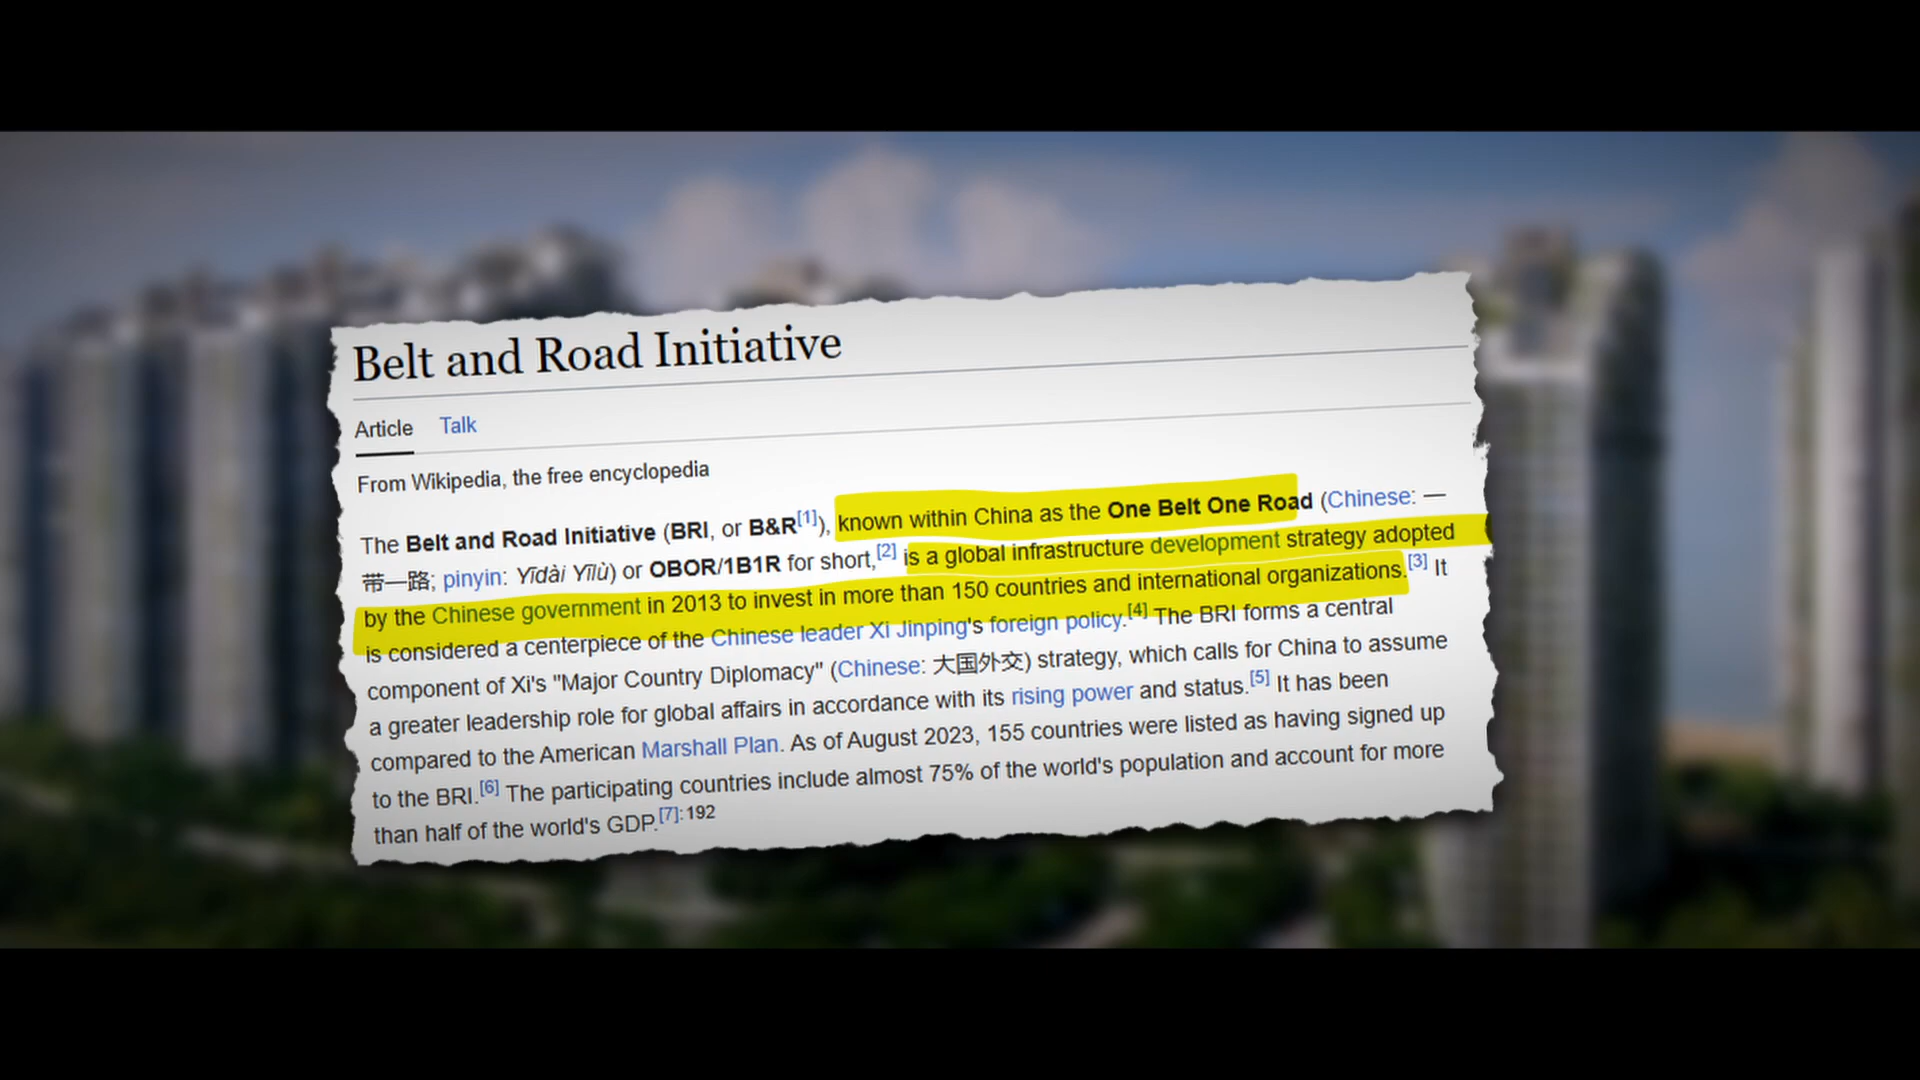 Belt and Road Initiative
Article Talk
From Wikipedia, the free encyclopedia
The Belt and Road Initiative (BRI, or B&R[1]), known within China as the One Belt One Road (Chinese: 一
带一路; pinyin: Yīdài Yīlù) or OBOR/1B1R for short,[2] is a global infrastructure development strategy adopted
by the Chinese government in 2013 to invest in more than 150 countries and international organizations.[3] It
is considered a centerpiece of the Chinese leader Xi Jinping's foreign policy.[4] The BRI forms a central
component of Xi's "Major Country Diplomacy" (Chinese: 大国外交) strategy, which calls for China to assume
a greater leadership role for global affairs in accordance with its rising power and status.[5] It has been
compared to the American Marshall Plan. As of August 2023, 155 countries were listed as having signed up
to the BRI.[6] The participating countries include almost 75% of the world's population and account for more
than half of the world's GDP.[7]: 192